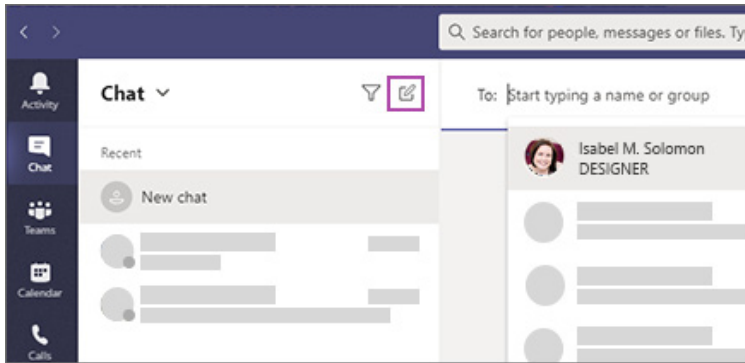 Search for people, messages or files. Ty
Activity
Chat
Teams
Calendar
Calls
Chat
Recent
New chat
To: Start typing a name or group
Isabel M. Solomon
DESIGNER